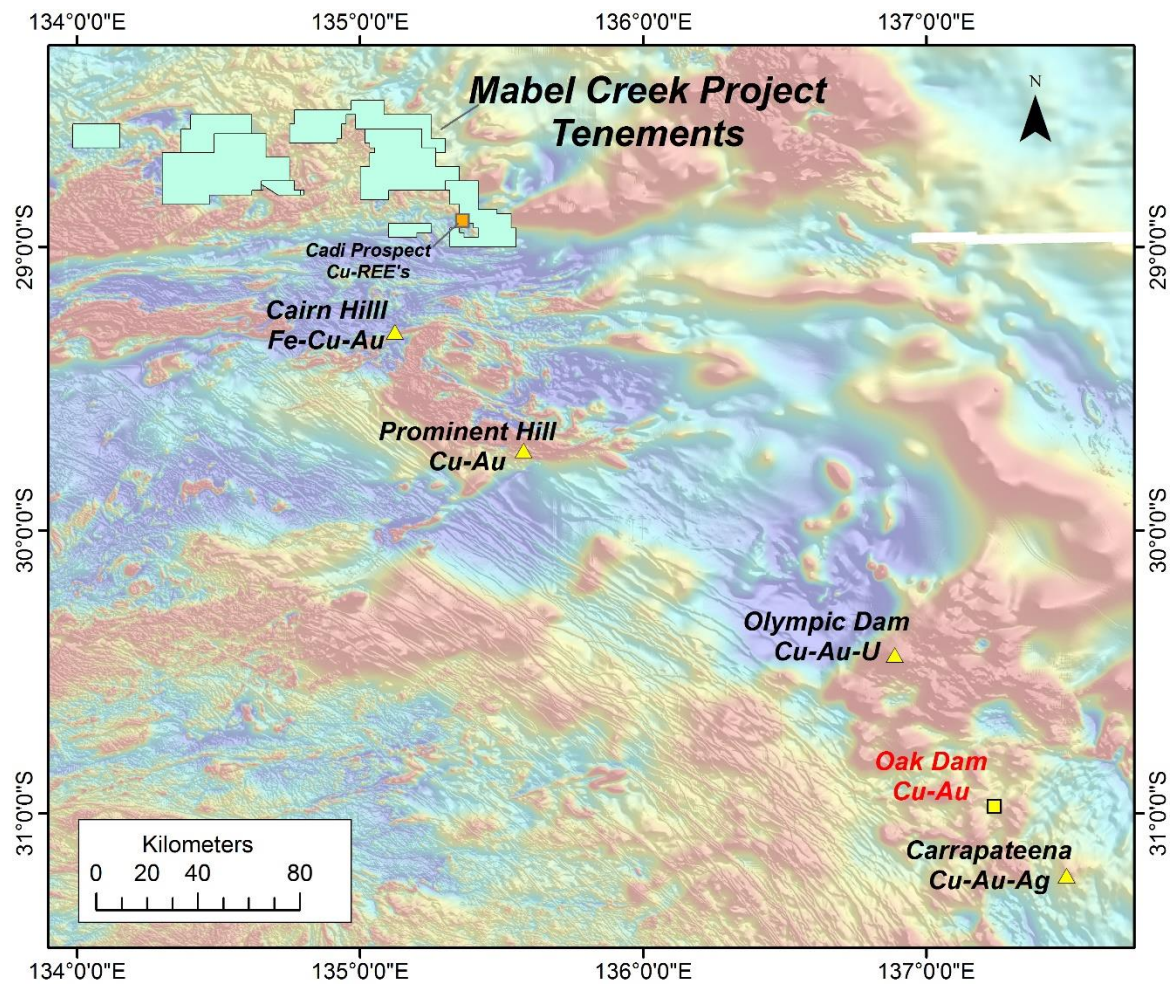 134°0'0"E 135°0'0"E 136°0'0"E 137°0'0"E
Mabel Creek Project
Tenements
N
Cadi Prospect
Cu-REE's
29°0'0"S
29°0'0"S
Cairn Hilll
Fe-Cu-Au
Prominent Hill
Cu-Au
30°0'0"S
30°0'0"S
Olympic Dam
Cu-Au-U
Oak Dam
Cu-Au
31°0'0"S
31°0'0"S
Carrapateena
Cu-Au-Ag
Kilometers
0 20 40 80
134°0'0"E 135°0'0"E 136°0'0"E 137°0'0"E